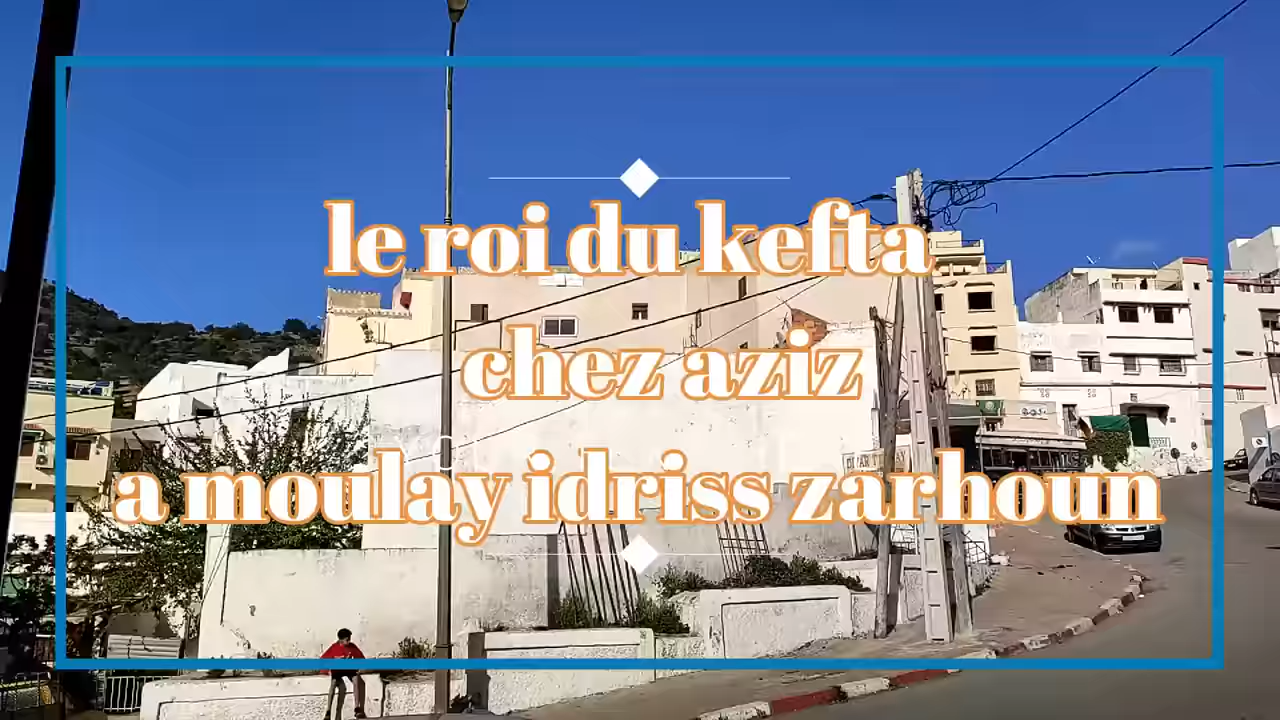 le roi du kefta
chez aziz
a moulay idriss zarhoun